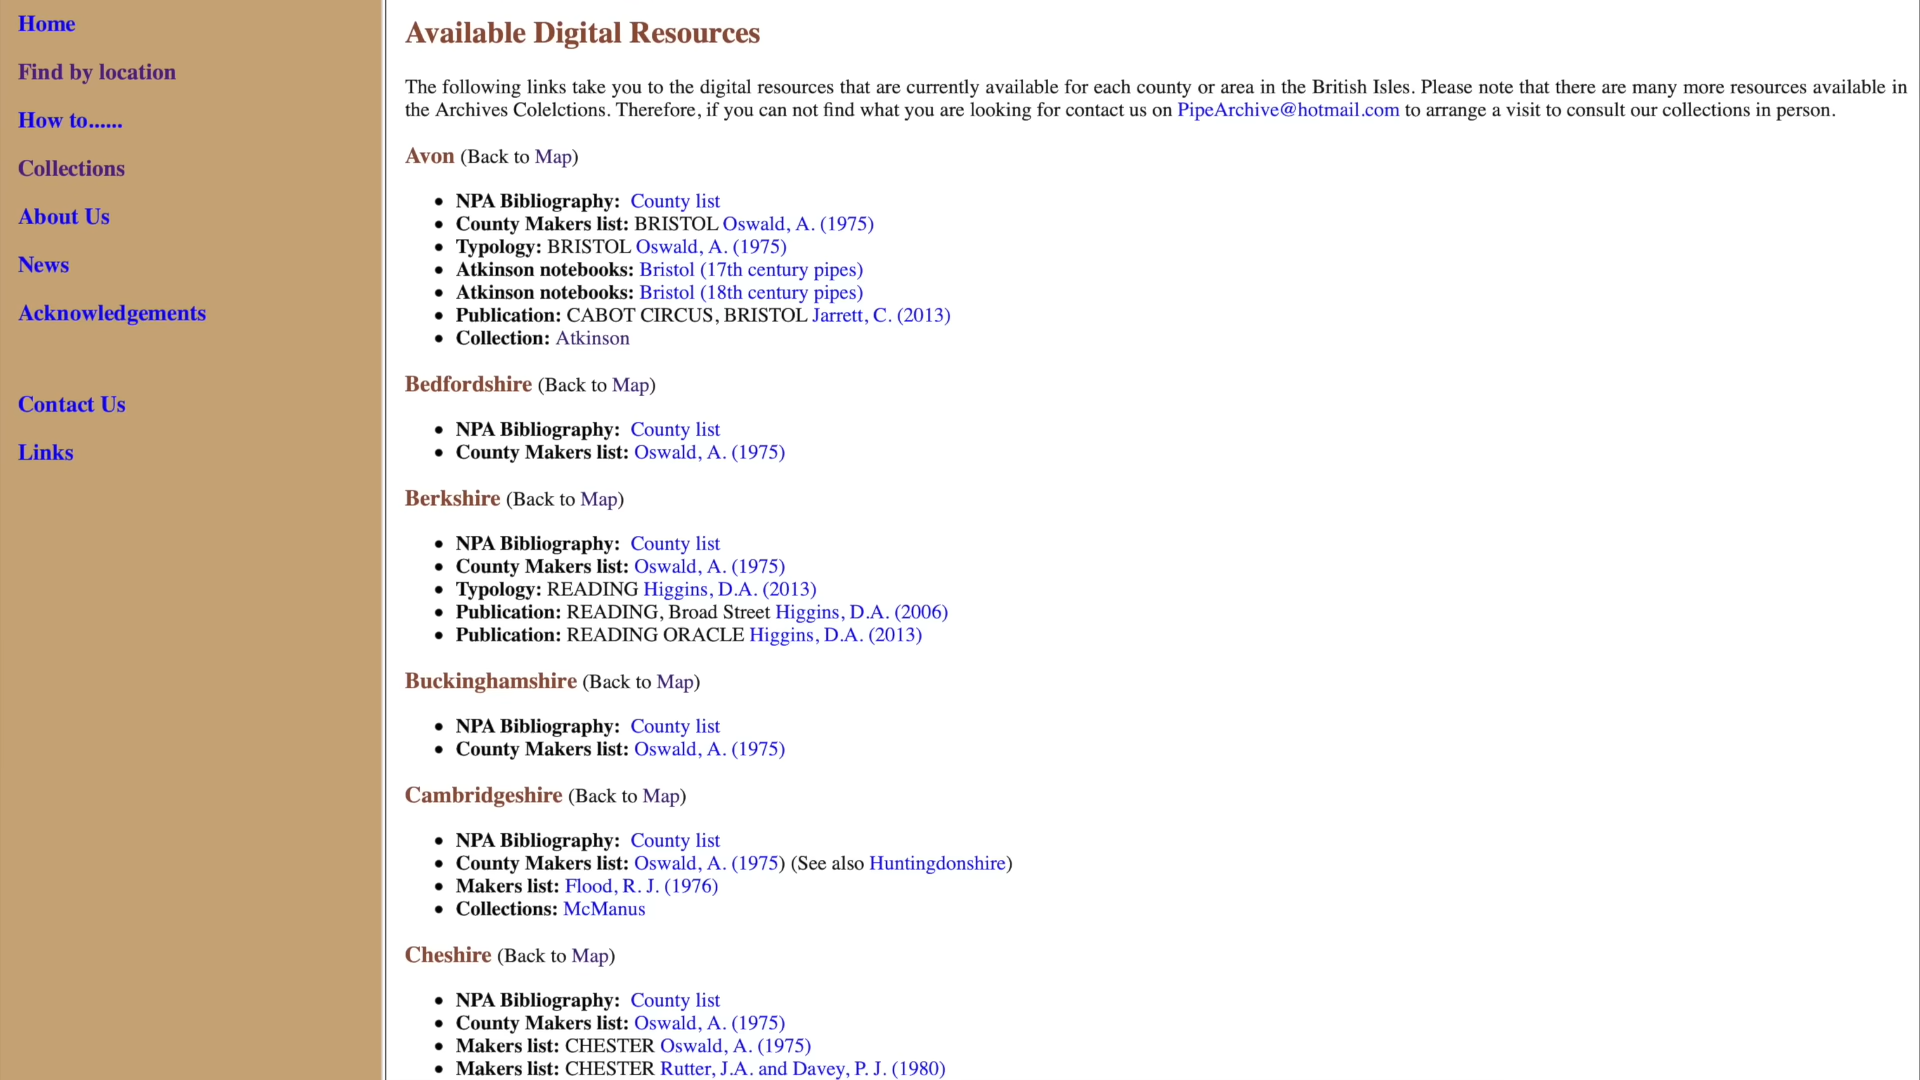 Home
Find by location
How to......
Collections
About Us
News
Acknowledgements
Contact Us
Links
Available Digital Resources
The following links take you to the digital resources that are currently available for each county or area in the British Isles. Please note that there are many more resources available in
the Archives Colelctions. Therefore, if you can not find what you are looking for contact us on PipeArchive@hotmail.com to arrange a visit to consult our collections in person.
Avon (Back to Map)
• NPA Bibliography: County list
• County Makers list: BRISTOL Oswald, A. (1975)
• Typology: BRISTOL Oswald, A. (1975)
• Atkinson notebooks: Bristol (17th century pipes)
• Atkinson notebooks: Bristol (18th century pipes)
• Publication: CABOT CIRCUS, BRISTOL Jarrett, C. (2013)
• Collection: Atkinson
Bedfordshire (Back to Map)
• NPA Bibliography: County list
• County Makers list: Oswald, A. (1975)
Berkshire (Back to Map)
• NPA Bibliography: County list
• County Makers list: Oswald, A. (1975)
• Typology: READING Higgins, D.A. (2013)
• Publication: READING, Broad Street Higgins, D.A. (2006)
• Publication: READING ORACLE Higgins, D.A. (2013)
Buckinghamshire (Back to Map)
• NPA Bibliography: County list
• County Makers list: Oswald, A. (1975)
Cambridgeshire (Back to Map)
• NPA Bibliography: County list
• County Makers list: Oswald, A. (1975) (See also Huntingdonshire)
• Makers list: Flood, R. J. (1976)
• Collections: McManus
Cheshire (Back to Map)
• NPA Bibliography: County list
• County Makers list: Oswald, A. (1975)
• Makers list: CHESTER Oswald, A. (1975)
• Makers list: CHESTER Rutter, J.A. and Davey, P. J. (1980)